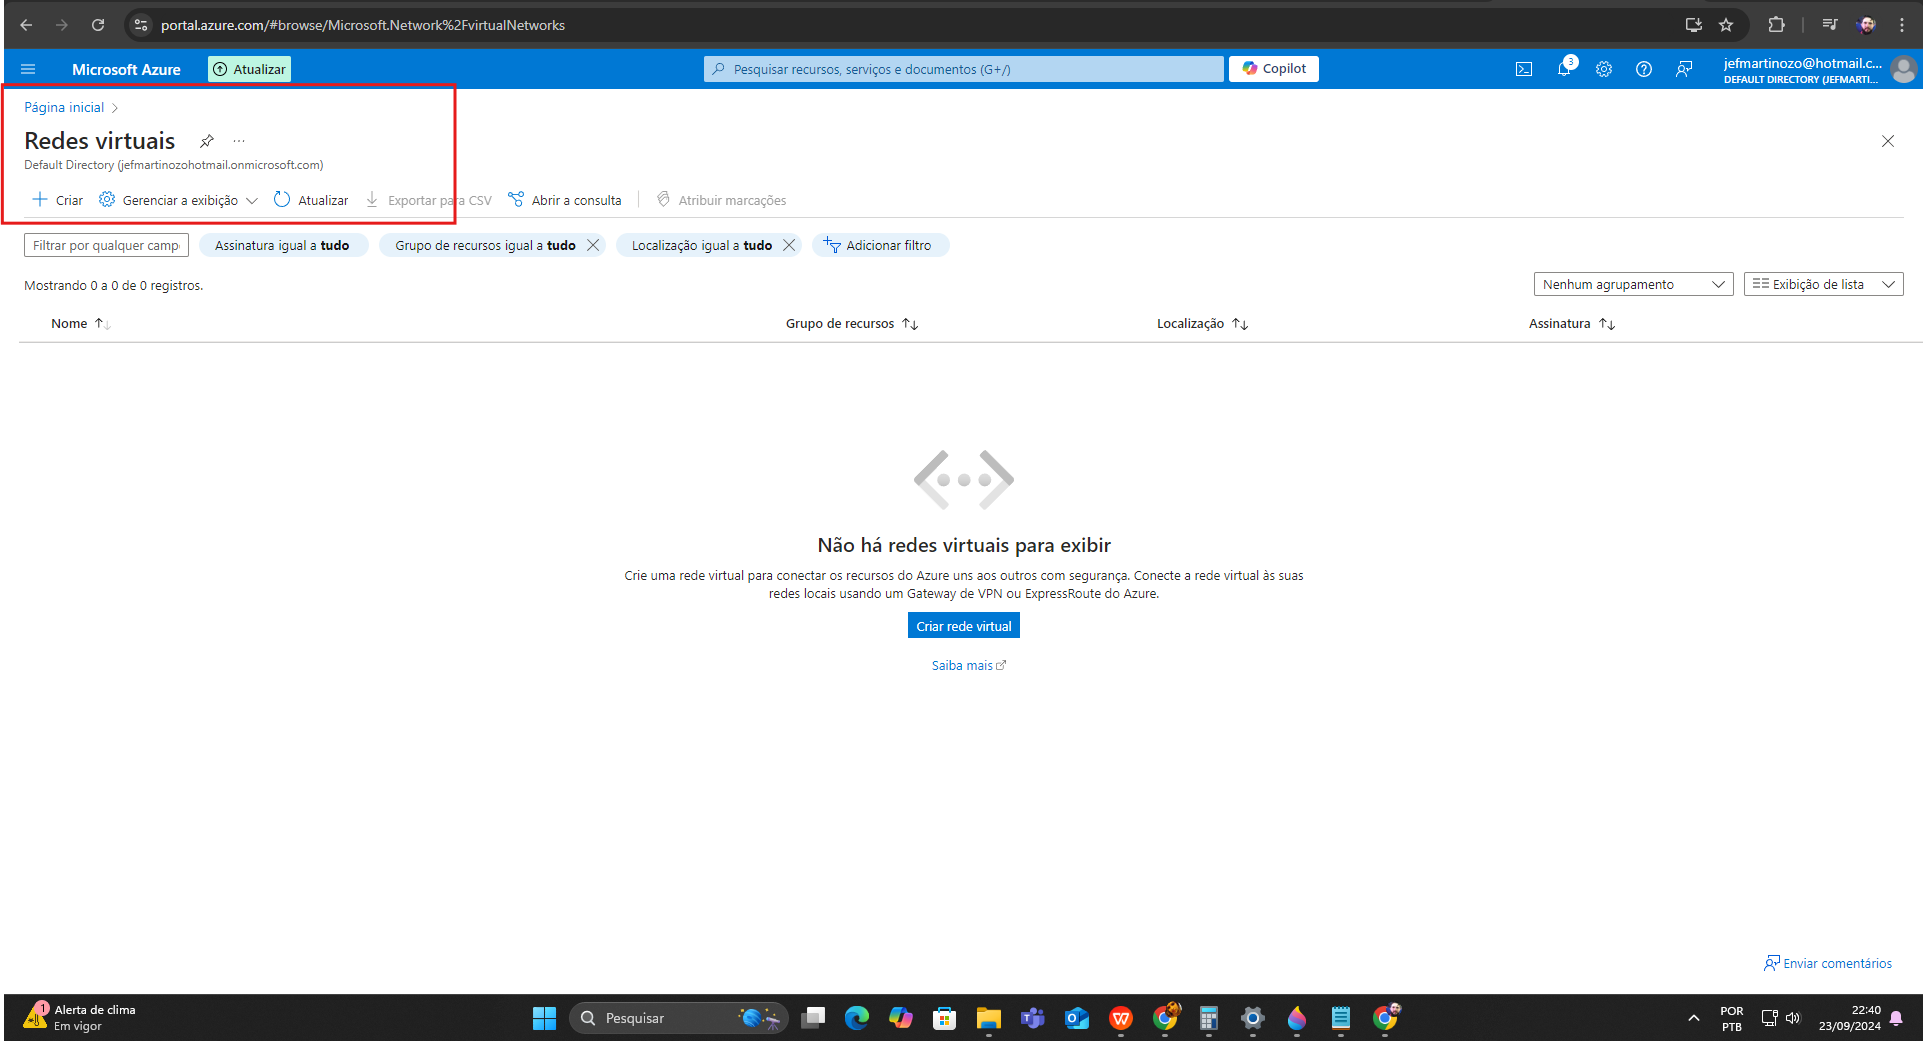 portal.azure.com/#browse/Microsoft.Network%2FvirtualNetworks
Microsoft Azure
Atualizar
Pesquisar recursos, serviços e documentos (G+/)
Copilot
3
jefmartinozo@hotmail.c...
DEFAULT DIRECTORY (JEFMARTI...
Página inicial
Redes virtuais
...
Default Directory (jefmartinozohotmail.onmicrosoft.com)
Criar
Gerenciar a exibição
Atualizar
Exportar para CSV
Abrir a consulta
Atribuir marcações
Filtrar por qualquer camp
Assinatura igual a tudo
Grupo de recursos igual a tudo
Localização igual a tudo
Adicionar filtro
Mostrando 0 a 0 de 0 registros.
Nenhum agrupamento
Exibição de lista
Nome
Grupo de recursos
Localização
Assinatura
Não há redes virtuais para exibir
Crie uma rede virtual para conectar os recursos do Azure uns aos outros com segurança. Conecte a rede virtual às suas
redes locais usando um Gateway de VPN ou ExpressRoute do Azure.
Criar rede virtual
Saiba mais
Enviar comentários
1
Alerta de clima
Em vigor
Pesquisar
POR
PTB
22:40
23/09/2024